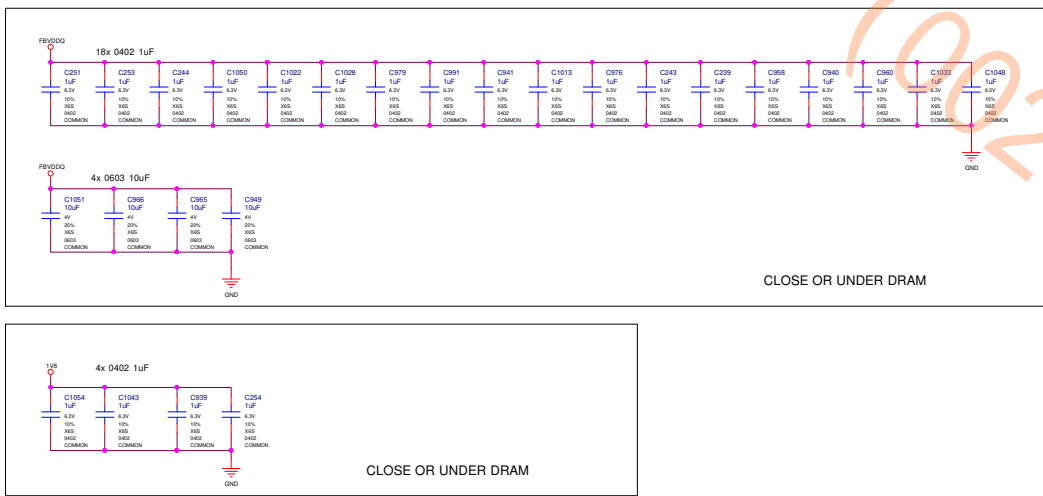 FBVDDQ
18x 0402 1uF
C251 C253 C244 C1050 C1022 C1028 C979 C991 C941 C1013 C976 C243 C239 C958 C940 C960 C1033 C1048
1uF 1uF 1uF 1uF 1uF 1uF 1uF 1uF 1uF 1uF 1uF 1uF 1uF 1uF 1uF 1uF 1uF 1uF
6.3V 6.3V 6.3V 6.3V 6.3V 6.3V 6.3V 6.3V 6.3V 6.3V 6.3V 6.3V 6.3V 6.3V 6.3V 6.3V 6.3V 6.3V
10% 10% 10% 10% 10% 10% 10% 10% 10% 10% 10% 10% 10% 10% 10% 10% 10% 10%
X6S X6S X6S X6S X6S X6S X6S X6S X6S X6S X6S X6S X6S X6S X6S X6S X6S X6S
0402 0402 0402 0402 0402 0402 0402 0402 0402 0402 0402 0402 0402 0402 0402 0402 0402 0402
COMMON COMMON COMMON COMMON COMMON COMMON COMMON COMMON COMMON COMMON COMMON COMMON COMMON COMMON COMMON COMMON COMMON COMMON
GND
FBVDDQ
4x 0603 10uF
C1051 C966 C965 C949
10uF 10uF 10uF 10uF
4V 4V 4V 4V
20% 20% 20% 20%
X6S X6S X6S X6S
0603 0603 0603 0603
COMMON COMMON COMMON COMMON
GND
CLOSE OR UNDER DRAM
1V8
4x 0402 1uF
C1054 C1043 C939 C254
1uF 1uF 1uF 1uF
6.3V 6.3V 6.3V 6.3V
10% 10% 10% 10%
X6S X6S X6S X6S
0402 0402 0402 0402
COMMON COMMON COMMON COMMON
GND
CLOSE OR UNDER DRAM
(002